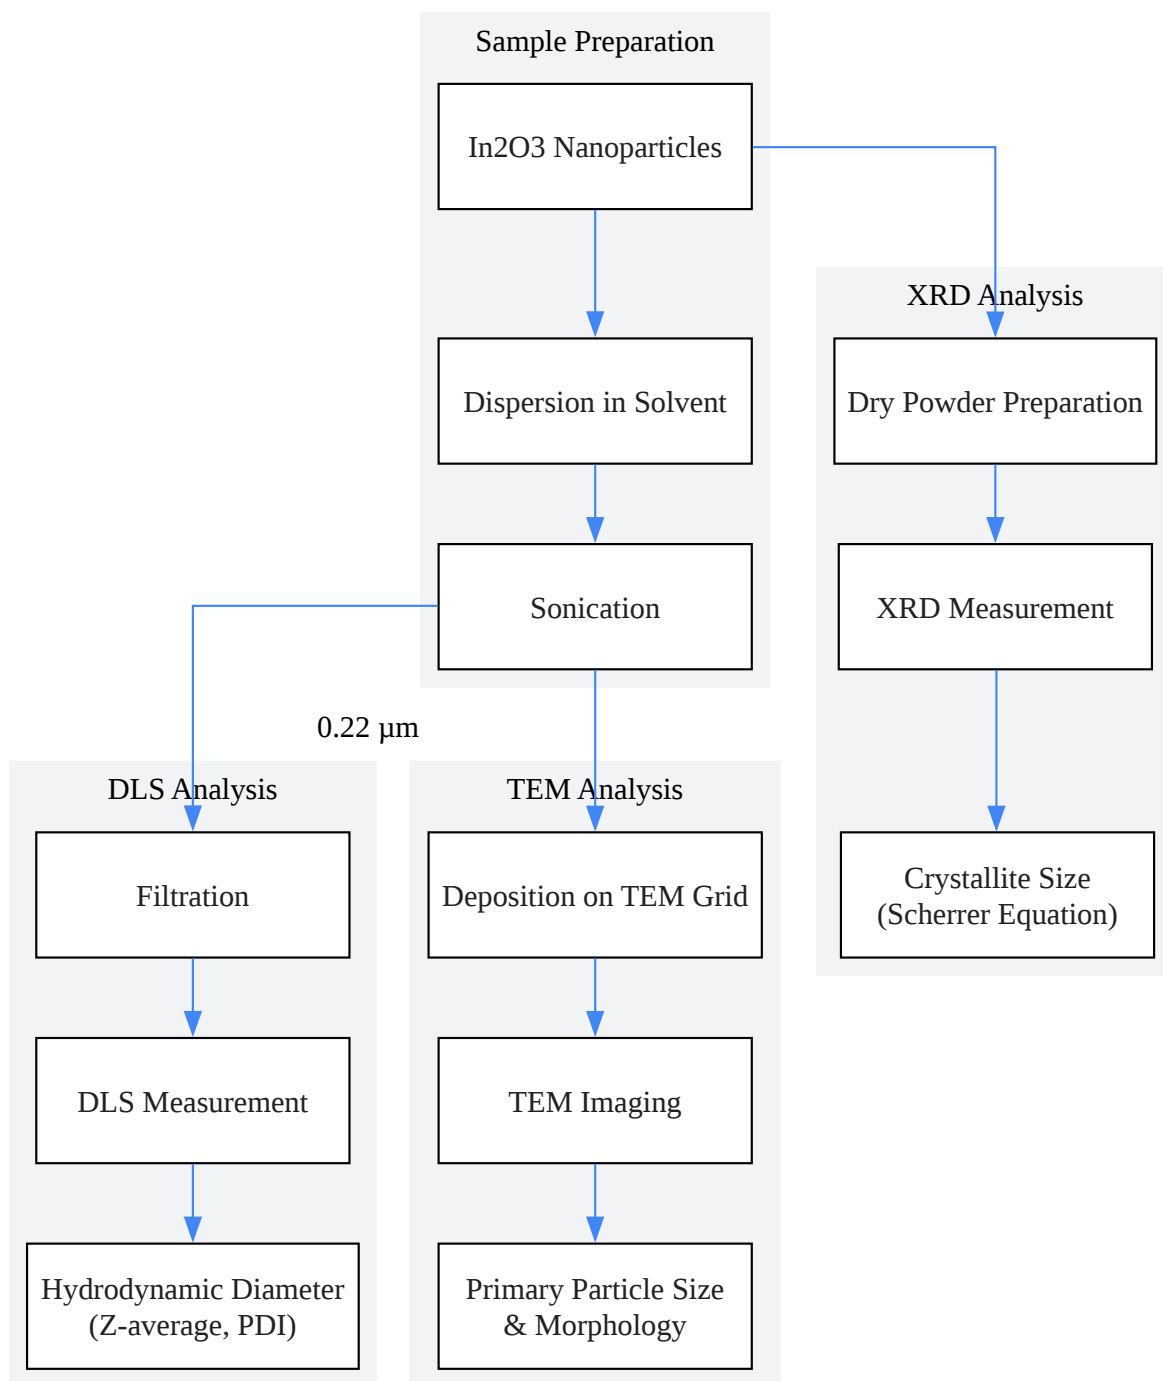 Sample Preparation
In2O3 Nanoparticles
XRD Analysis
Dispersion in Solvent
Dry Powder Preparation
Sonication
XRD Measurement
0.22 µm
DLS Analysis
TEM Analysis
Filtration
Deposition on TEM Grid
Crystallite Size
(Scherrer Equation)
DLS Measurement
TEM Imaging
Hydrodynamic Diameter
(Z-average, PDI)
Primary Particle Size
& Morphology